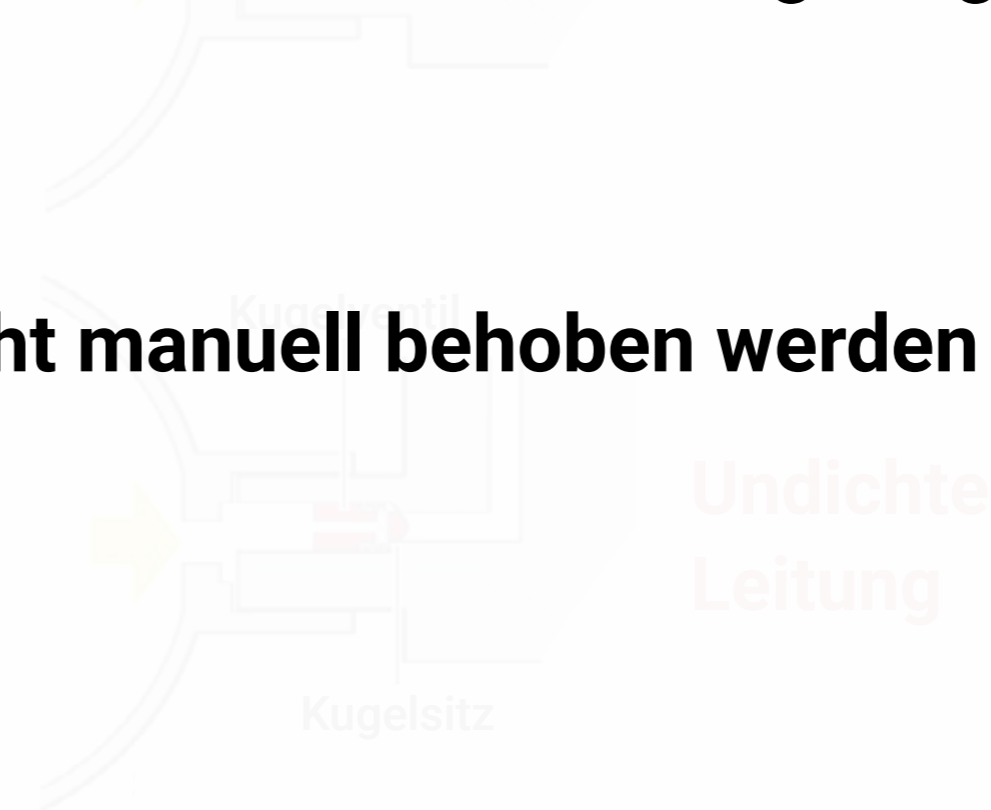 Kugelventil
ht manuell behoben werden
Undichte
Leitung
Kugelsitz